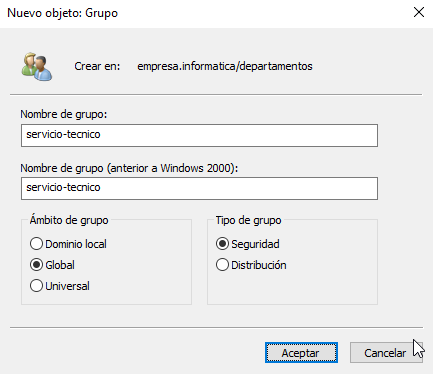 Nuevo objeto: Grupo
Crear en: empresa.informatica/departamentos
Nombre de grupo:
servicio-tecnico
Nombre de grupo (anterior a Windows 2000):
servicio-tecnico
Ámbito de grupo
Dominio local
Global
Universal
Tipo de grupo
Seguridad
Distribución
Aceptar
Cancelar